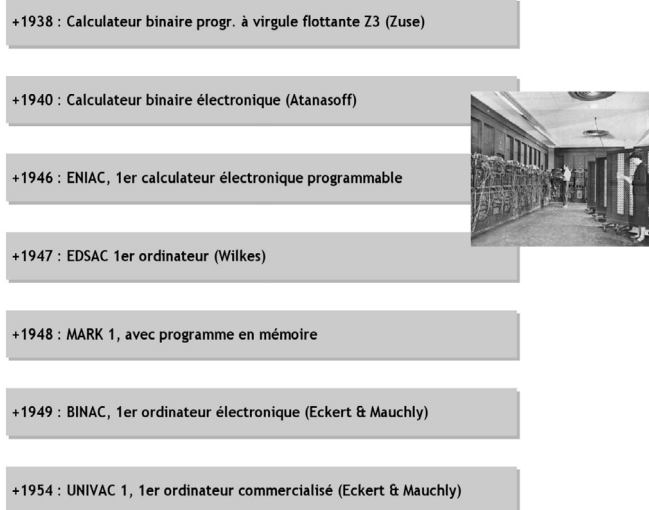 +1938 : Calculateur binaire progr. à virgule flottante Z3 (Zuse)
+1940 : Calculateur binaire électronique (Atanasoff)
+1946 : ENIAC, 1er calculateur électronique programmable
+1947 : EDSAC 1er ordinateur (Wilkes)
+1948 : MARK 1, avec programme en mémoire
+1949 : BINAC, 1er ordinateur électronique (Eckert & Mauchly)
+1954 : UNIVAC 1, 1er ordinateur commercialisé (Eckert & Mauchly)